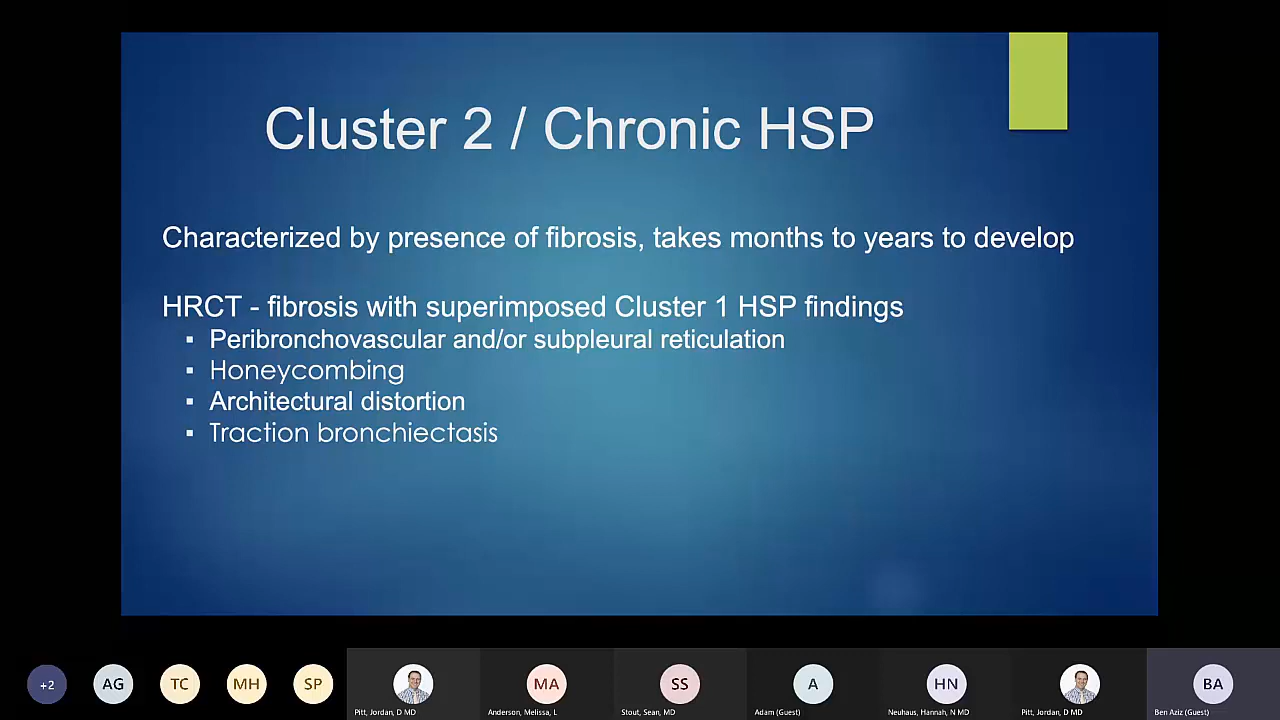 Cluster 2 / Chronic HSP
Characterized by presence of fibrosis, takes months to years to develop
HRCT - fibrosis with superimposed Cluster 1 HSP findings
▪ Peribronchovascular and/or subpleural reticulation
▪ Honeycombing
▪ Architectural distortion
▪ Traction bronchiectasis
+2 AG TC MH SP MA SS A HN BA
Pitt, Jordan, D MD Anderson, Melissa, L Stout, Sean, MD Adam (Guest) Neuhaus, Hannah, N MD Pitt, Jordan, D MD Ben Aziz (Guest)